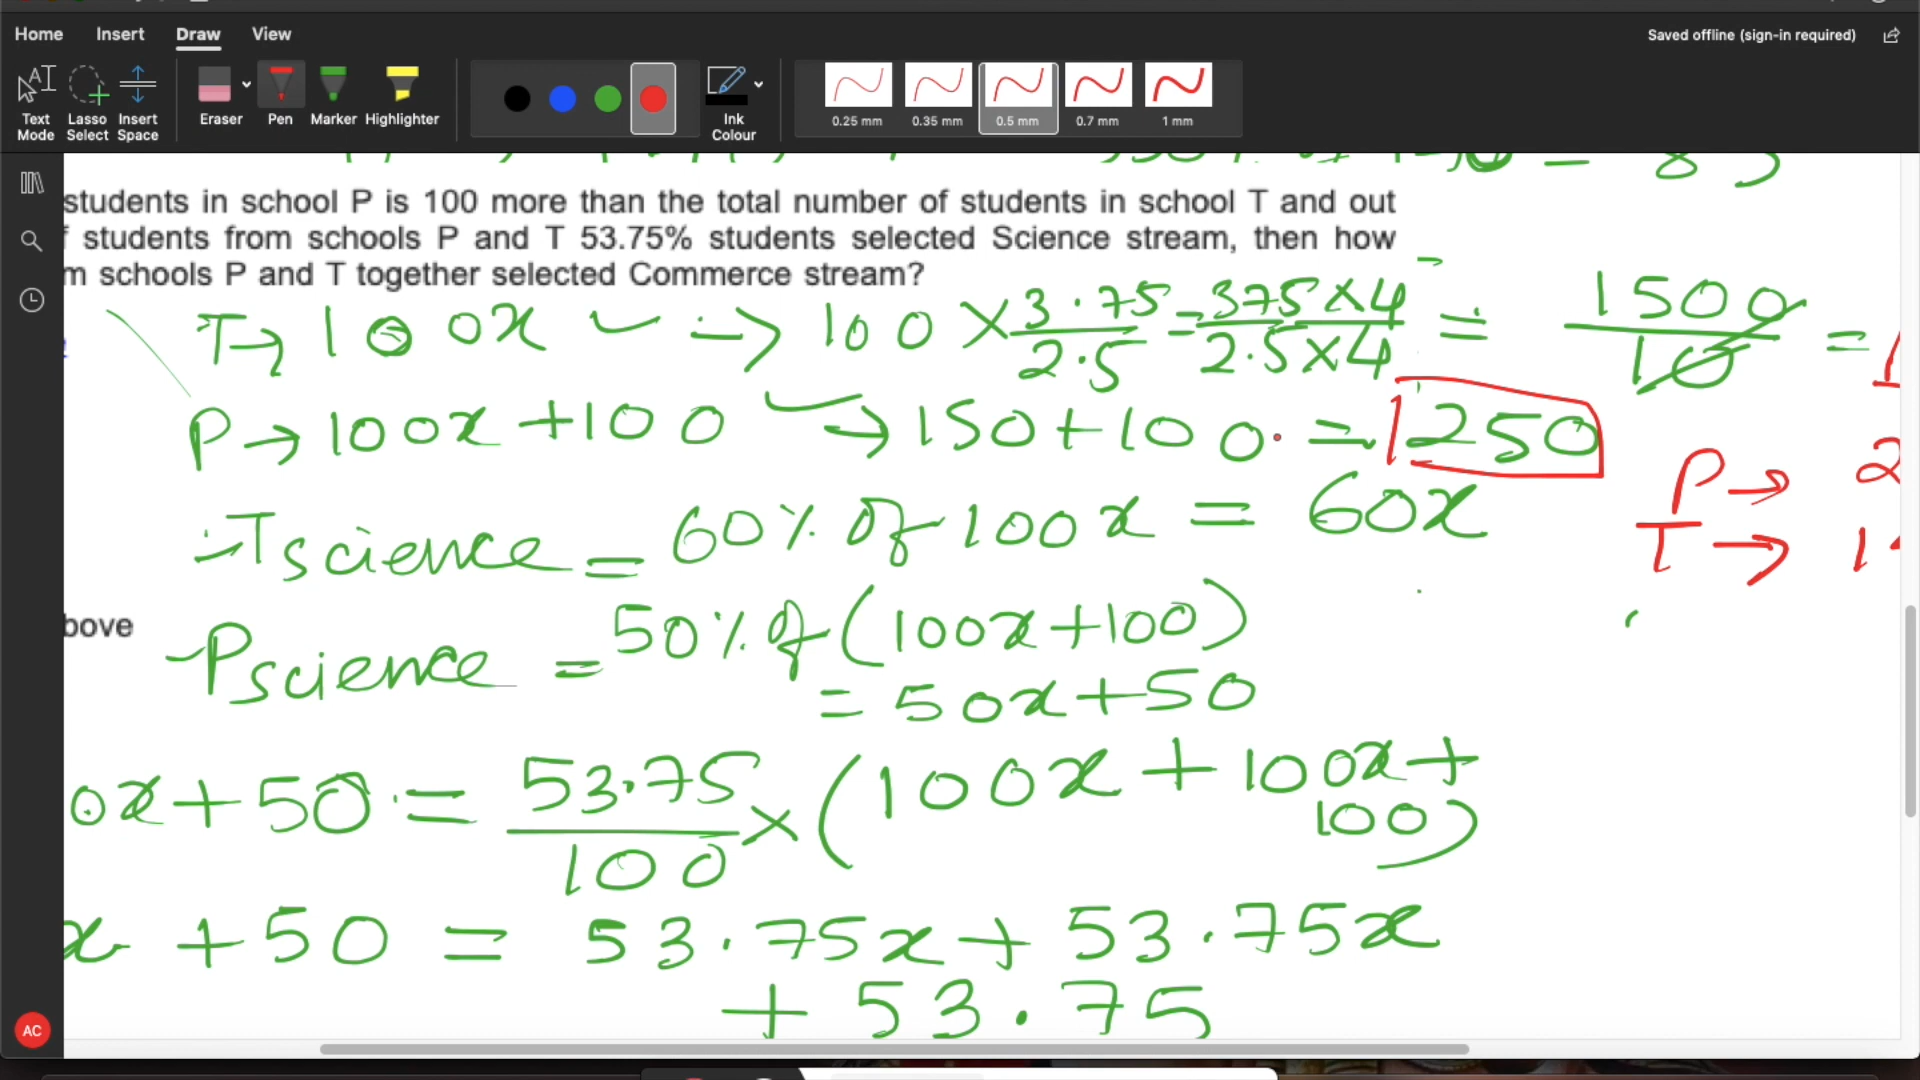 Home Insert Draw View Saved offline (sign-in required)
Text Mode Lasso Select Insert Space Eraser Pen Marker Highlighter Ink Colour 0.25 mm 0.35 mm 0.5 mm 0.7 mm 1 mm
students in school P is 100 more than the total number of students in school T and out
students from schools P and T 53.75% students selected Science stream, then how
m schools P and T together selected Commerce stream?
T→ 100x → 100 × 3.75/2.5 = 375×4/2.5×4 = 1500/10 =
P → 100x + 100 → 150 + 100 = 250
P →
T →
T science = 60% of 100x = 60x
P science = 50% of (100x + 100)
= 50x + 50
bove
0x + 50 = 53.75/100 × (100x + 100x + 100)
x + 50 = 53.75x + 53.75x
+ 53.75
AC